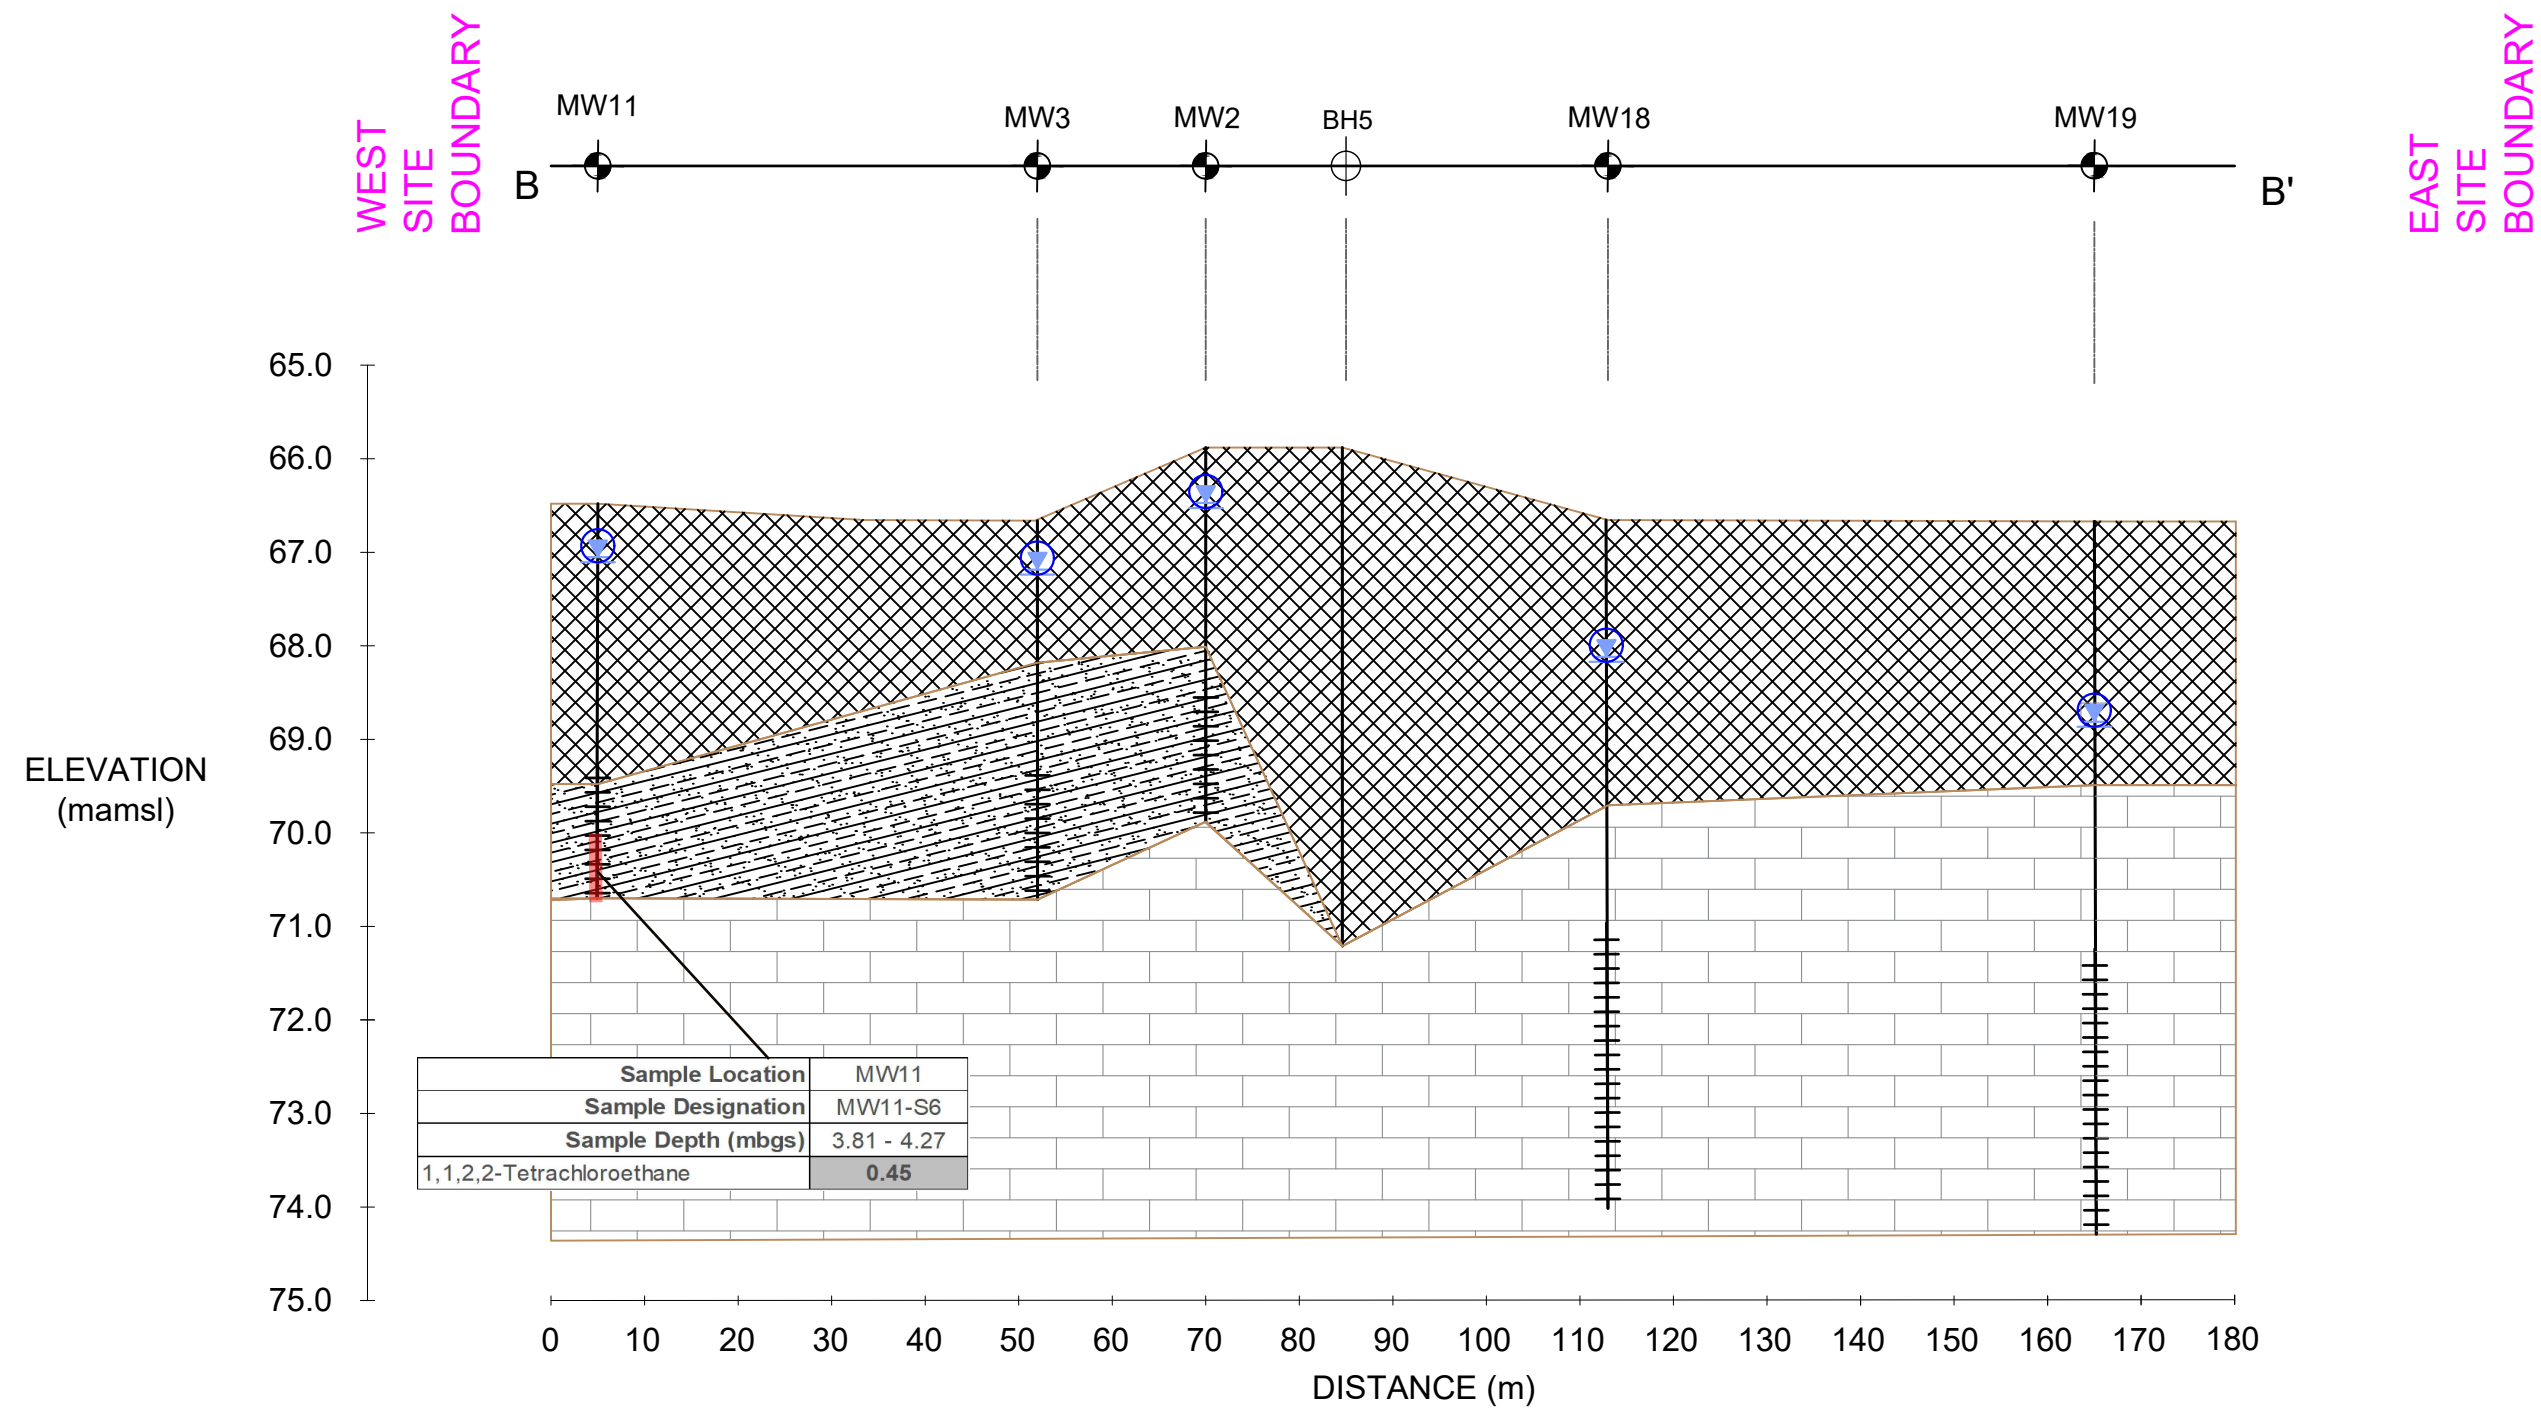 WEST
SITE
BOUNDARY
EAST
SITE
BOUNDARY
MW11
MW3
MW2
BH5
MW18
MW19
B
B'
65.0
66.0
67.0
68.0
69.0
70.0
71.0
72.0
73.0
74.0
75.0
ELEVATION
(mamsl)
Sample Location MW11
Sample Designation MW11-S6
Sample Depth (mbgs) 3.81 - 4.27
1,1,2,2-Tetrachloroethane 0.45
0 10 20 30 40 50 60 70 80 90 100 110 120 130 140 150 160 170 180
DISTANCE (m)